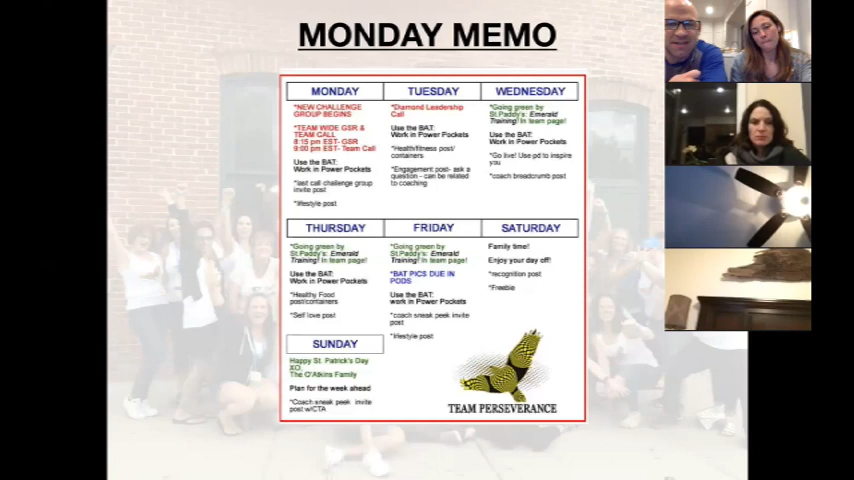 MONDAY MEMO
MONDAY
*NEW CHALLENGE
GROUP BEGINS
*TEAM WIDE GSR &
TEAM CALL
8:15 pm EST- GSR
9:00 pm EST- Team Call
Use the BAT:
Work in Power Pockets
*last call challenge group
invite post
*lifestyle post
TUESDAY
*Diamond Leadership
Call
Use the BAT:
Work in Power Pockets
*Health/fitness post/
containers
*Engagement post- ask a
question - can be related
to coaching
WEDNESDAY
*Going green by
St.Paddy's: Emerald
Training! in team page!
Use the BAT:
Work in Power Pockets
*Go live! Use pd to inspire
you
*coach breadcrumb post
THURSDAY
*Going green by
St.Paddy's: Emerald
Training! in team page!
Use the BAT:
Work in Power Pockets
*Healthy Food
post/containers
*Self love post
FRIDAY
*Going green by
St.Paddy's: Emerald
Training! in team page!
*BAT PICS DUE IN
PODS
Use the BAT:
work in Power Pockets
*coach sneak peek invite
post
*lifestyle post
SATURDAY
Family time!
Enjoy your day off!
*recognition post
*Freebie
SUNDAY
Happy St. Patrick's Day
XO,
The O'Atkins Family
Plan for the week ahead
*Coach sneak peek invite
post w/CTA
TEAM PERSEVERANCE